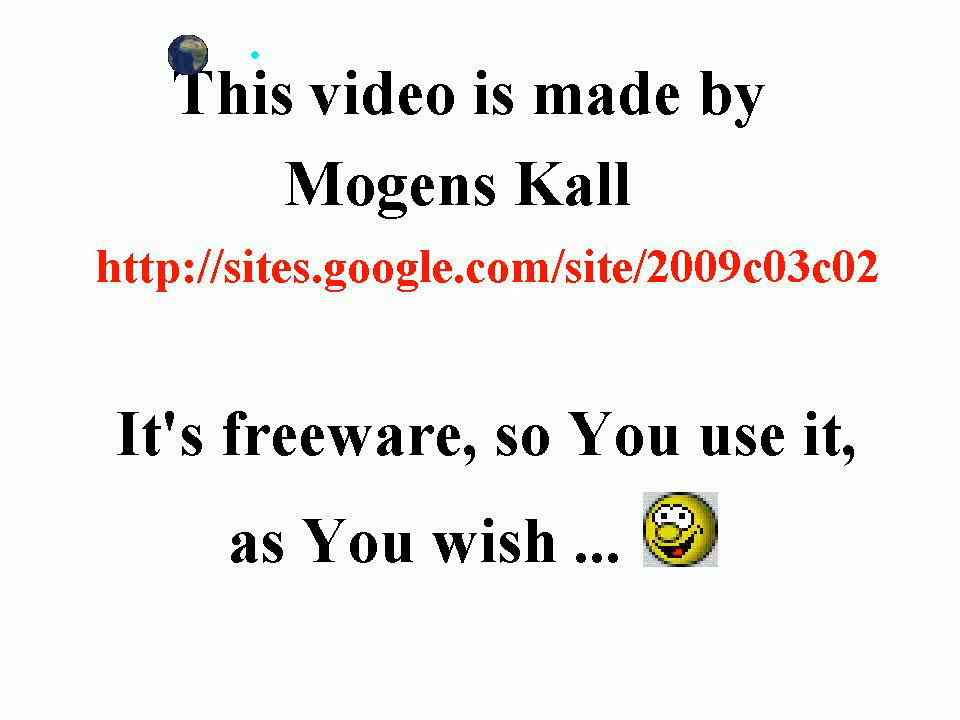 This video is made by
Mogens Kall
http://sites.google.com/site/2009c03c02
It's freeware, so You use it,
as You wish ...